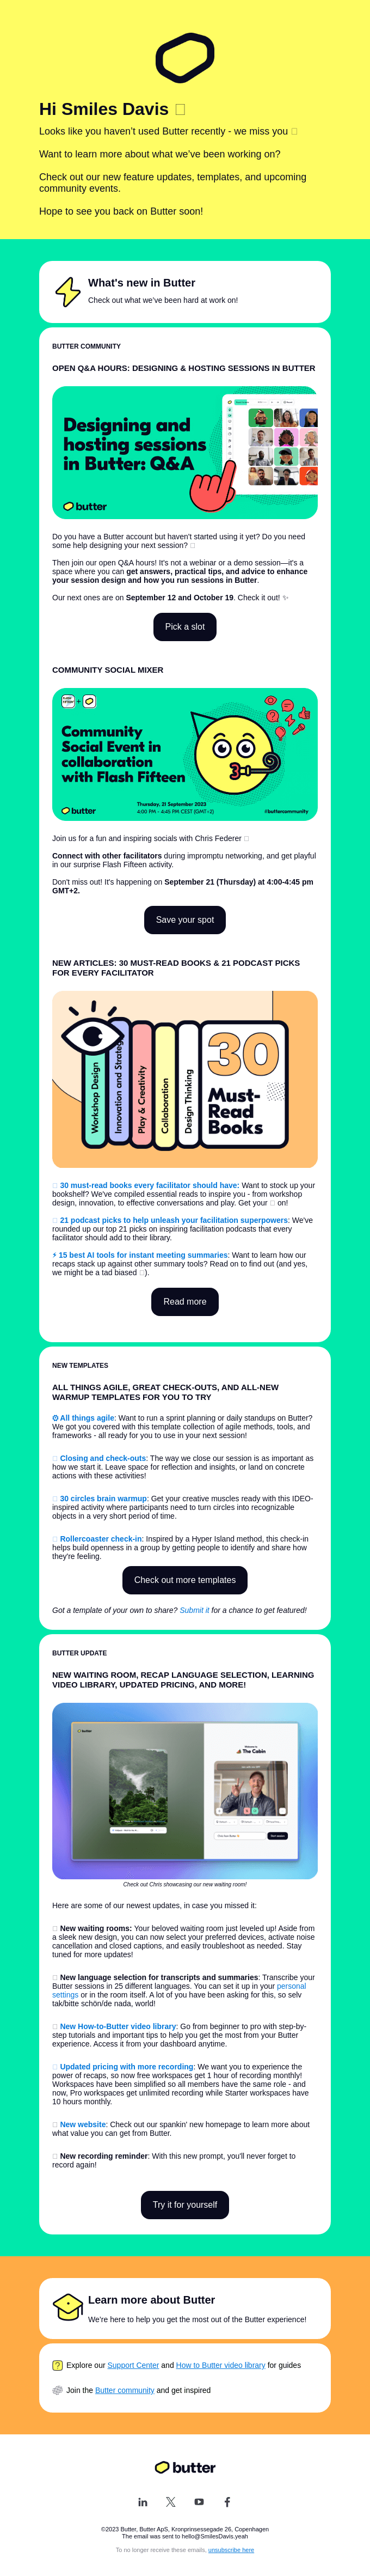 Hi Smiles Davis
Looks like you haven't used Butter recently - we miss you
Want to learn more about what we've been working on?
Check out our new feature updates, templates, and upcoming
community events.
Hope to see you back on Butter soon!
What's new in Butter
Check out what we've been hard at work on!
BUTTER COMMUNITY
OPEN Q&A HOURS: DESIGNING & HOSTING SESSIONS IN BUTTER
Designing and
hosting sessions
in Butter: Q&A
butter
Do you have a Butter account but haven't started using it yet? Do you need
some help designing your next session?
Then join our open Q&A hours! It's not a webinar or a demo session—it's a
space where you can get answers, practical tips, and advice to enhance
your session design and how you run sessions in Butter.
Our next ones are on September 12 and October 19. Check it out! ✨
Pick a slot
COMMUNITY SOCIAL MIXER
Community
Social Event in
collaboration
with Flash Fifteen
butter
Thursday, 21 September 2023
4:00 PM - 4:45 PM CEST (GMT+2)
#buttercommunity
Join us for a fun and inspiring socials with Chris Federer
Connect with other facilitators during impromptu networking, and get playful
in our surprise Flash Fifteen activity.
Don't miss out! It's happening on September 21 (Thursday) at 4:00-4:45 pm
GMT+2.
Save your spot
NEW ARTICLES: 30 MUST-READ BOOKS & 21 PODCAST PICKS
FOR EVERY FACILITATOR
Workshop Design
Innovation and Strategy
Play & Creativity
Collaboration
Design Thinking
30
Must-
Read
Books
30 must-read books every facilitator should have: Want to stock up your
bookshelf? We've compiled essential reads to inspire you - from workshop
design, innovation, to effective conversations and play. Get your on!
21 podcast picks to help unleash your facilitation superpowers: We've
rounded up our top 21 picks on inspiring facilitation podcasts that every
facilitator should add to their library.
⚡ 15 best AI tools for instant meeting summaries: Want to learn how our
recaps stack up against other summary tools? Read on to find out (and yes,
we might be a tad biased ).
Read more
NEW TEMPLATES
ALL THINGS AGILE, GREAT CHECK-OUTS, AND ALL-NEW
WARMUP TEMPLATES FOR YOU TO TRY
⏱ All things agile: Want to run a sprint planning or daily standups on Butter?
We got you covered with this template collection of agile methods, tools, and
frameworks - all ready for you to use in your next session!
Closing and check-outs: The way we close our session is as important as
how we start it. Leave space for reflection and insights, or land on concrete
actions with these activities!
30 circles brain warmup: Get your creative muscles ready with this IDEO-
inspired activity where participants need to turn circles into recognizable
objects in a very short period of time.
Rollercoaster check-in: Inspired by a Hyper Island method, this check-in
helps build openness in a group by getting people to identify and share how
they're feeling.
Check out more templates
Got a template of your own to share? Submit it for a chance to get featured!
BUTTER UPDATE
NEW WAITING ROOM, RECAP LANGUAGE SELECTION, LEARNING
VIDEO LIBRARY, UPDATED PRICING, AND MORE!
butter
The Cabin
Check out Chris showcasing our new waiting room!
Here are some of our newest updates, in case you missed it:
New waiting rooms: Your beloved waiting room just leveled up! Aside from
a sleek new design, you can now select your preferred devices, activate noise
cancellation and closed captions, and easily troubleshoot as needed. Stay
tuned for more updates!
New language selection for transcripts and summaries: Transcribe your
Butter sessions in 25 different languages. You can set it up in your personal
settings or in the room itself. A lot of you have been asking for this, so selv
tak/bitte schön/de nada, world!
New How-to-Butter video library: Go from beginner to pro with step-by-
step tutorials and important tips to help you get the most from your Butter
experience. Access it from your dashboard anytime.
Updated pricing with more recording: We want you to experience the
power of recaps, so now free workspaces get 1 hour of recording monthly!
Workspaces have been simplified so all members have the same role - and
now, Pro workspaces get unlimited recording while Starter workspaces have
10 hours monthly.
New website: Check out our spankin' new homepage to learn more about
what value you can get from Butter.
New recording reminder: With this new prompt, you'll never forget to
record again!
Try it for yourself
Learn more about Butter
We're here to help you get the most out of the Butter experience!
Explore our Support Center and How to Butter video library for guides
Join the Butter community and get inspired
butter
©2023 Butter, Butter ApS, Kronprinsessegade 26, Copenhagen
The email was sent to hello@SmilesDavis.yeah
To no longer receive these emails, unsubscribe here